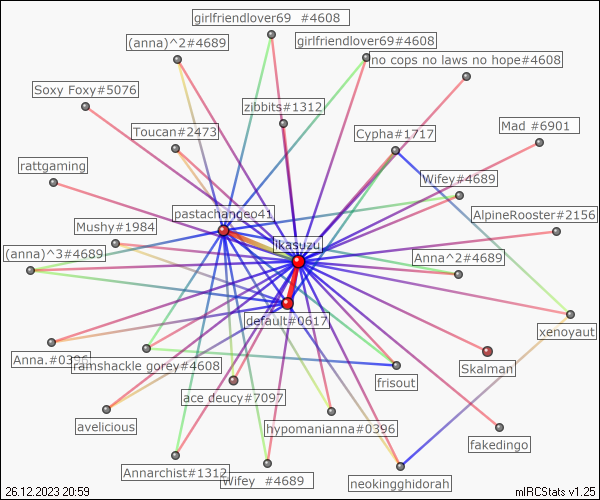 girlfriendlover69 #4608
(anna)^2#4689
girlfriendlover69#4608
no cops no laws no hope#4608
Soxy Foxy#5076
zibbits#1312
Toucan#2473
Cypha#1717
Mad #6901
rattgaming
Wifey#4689
pastachangeo41
AlpineRooster#2156
Mushy#1984
ikasuzu
(anna)^3#4689
Anna^2#4689
default#0617
xenoyaut
Anna.#0396
ramshackle gorey#4608
Skalman
frisout
ace deucy#7097
avelicious
hypomanianna#0396
fakedingo
Annarchist#1312
Wifey #4689
neokingghidorah
26.12.2023 20:59
mIRCStats v1.25